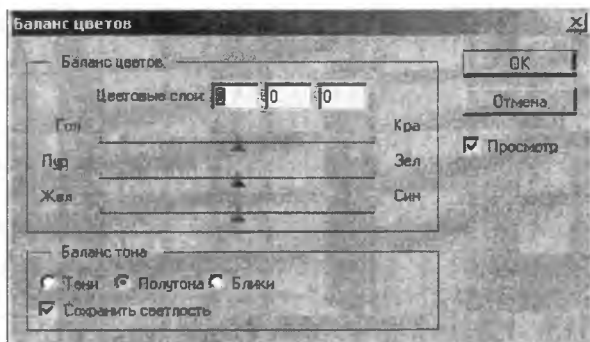 Баланс цветов
Баланс цветов
OK
Цветовые слои: 0 0 0
Отмена
Гол Кра
Просмотр
Пур Зел
Жел Син
Баланс тона
Тени Полутона Блики
Сохранить светлость